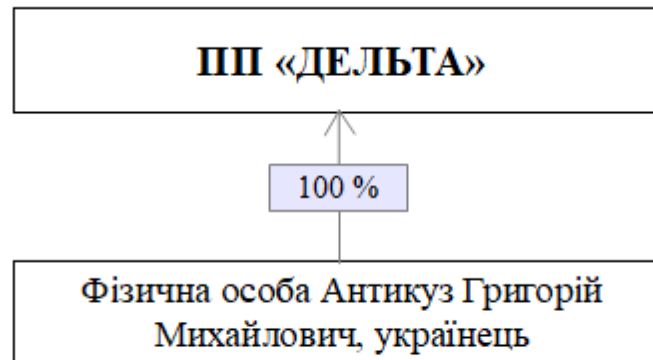 ПП «ДЕЛЬТА»
100 %
Фізична особа Антикуз Григорій
Михайлович, українець